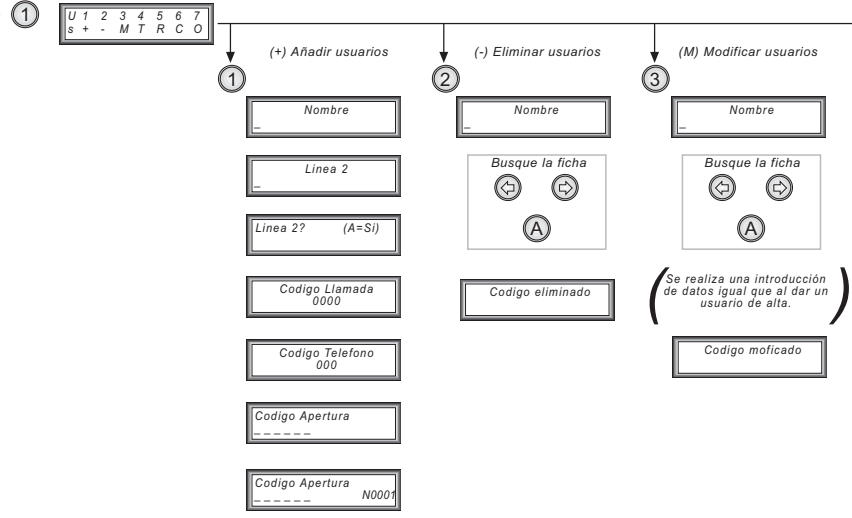 1
U 1 2 3 4 5 6 7
s + - M T R C O
(+) Añadir usuarios
1
Nombre
_
Linea 2
_
Linea 2? (A=Si)
Codigo Llamada
0000
Codigo Telefono
000
Codigo Apertura
_ _ _ _ _ _
Codigo Apertura
_ _ _ _ _ _ N0001
(-) Eliminar usuarios
2
Nombre
_
Busque la ficha
A
Codigo eliminado
(M) Modificar usuarios
3
Nombre
_
Busque la ficha
A
(Se realiza una introducción
de datos igual que al dar un
usuario de alta.)
Codigo moficado